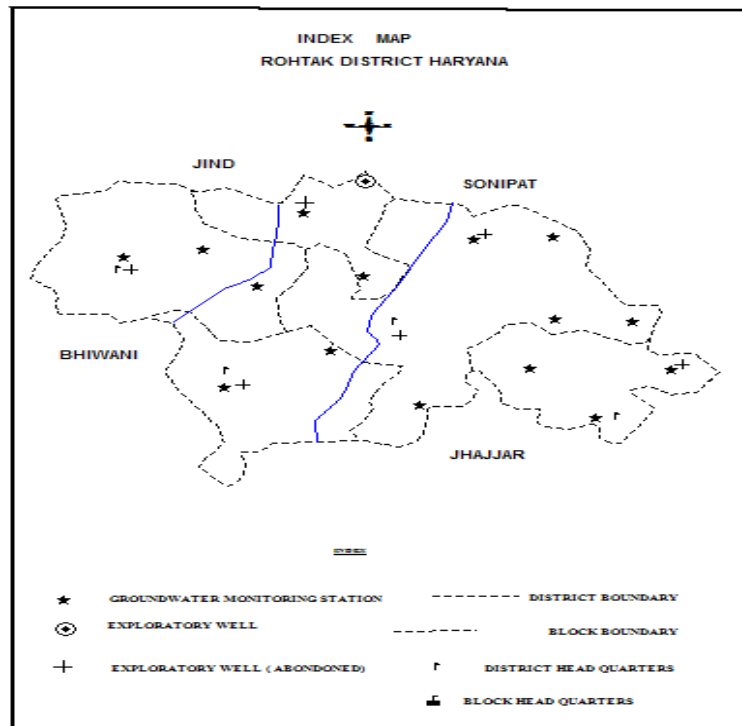 INDEX MAP
ROHTAK DISTRICT HARYANA
JIND
SONIPAT
BHIWANI
JHAJJAR
INDEX
GROUNDWATER MONITORING STATION
DISTRICT BOUNDARY
EXPLORATORY WELL
BLOCK BOUNDARY
EXPLORATORY WELL ( ABONDONED)
DISTRICT HEAD QUARTERS
BLOCK HEAD QUARTERS